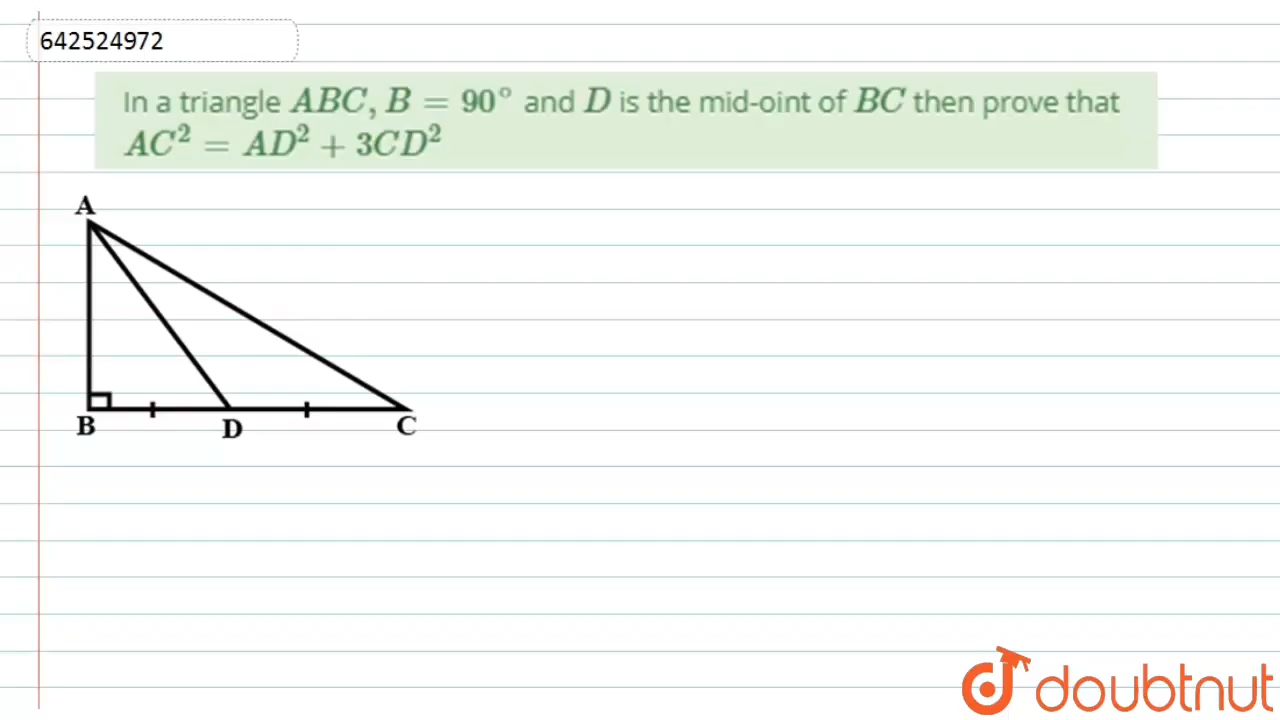 642524972
In a triangle ABC, B = 90° and D is the mid-oint of BC then prove that
AC² = AD² + 3CD²
A
B
D
C
doubtnut